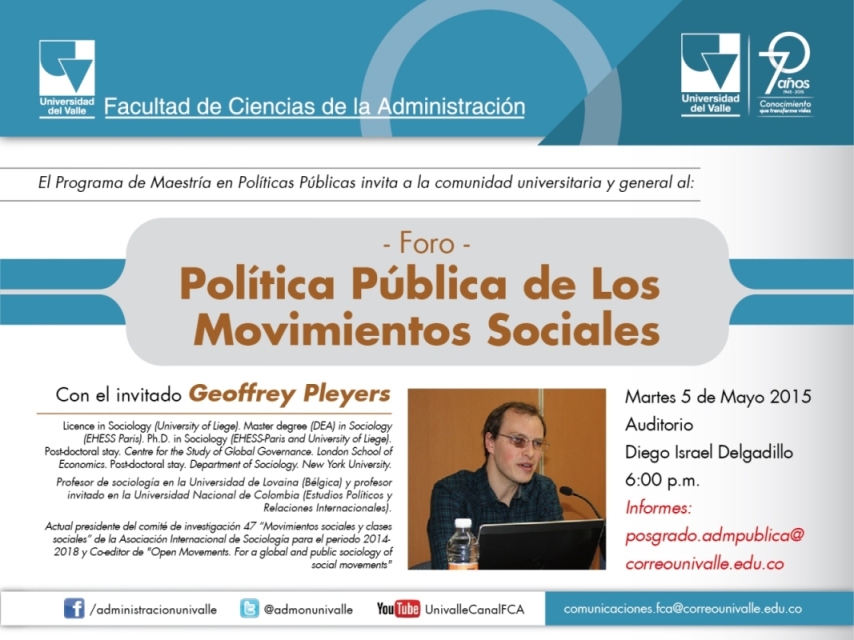 Universidad
del Valle
Facultad de Ciencias de la Administración
Universidad
del Valle
70
años
1945 - 2015
Conocimiento
que transforma vidas
El Programa de Maestría en Políticas Públicas invita a la comunidad universitaria y general al:
- Foro -
Política Pública de Los
Movimientos Sociales
Con el invitado Geoffrey Pleyers
Licence in Sociology (University of Liege). Master degree (DEA) in Sociology
(EHESS Paris). Ph.D. in Sociology (EHESS-Paris and University of Liege).
Post-doctoral stay. Centre for the Study of Global Governance. London School of
Economics. Post-doctoral stay. Department of Sociology. New York University.
Profesor de sociología en la Universidad de Lovaina (Bélgica) y profesor
invitado en la Universidad Nacional de Colombia (Estudios Políticos y
Relaciones Internacionales).
Actual presidente del comité de investigación 47 "Movimientos sociales y clases
sociales" de la Asociación Internacional de Sociología para el periodo 2014-
2018 y Co-editor de "Open Movements. For a global and public sociology of
social movements"
Martes 5 de Mayo 2015
Auditorio
Diego Israel Delgadillo
6:00 p.m.
Informes:
posgrado.admpublica@
correounivalle.edu.co
/administracionunivalle
@admonunivalle
YouTube UnivalleCanalFCA
comunicaciones.fca@correounivalle.edu.co